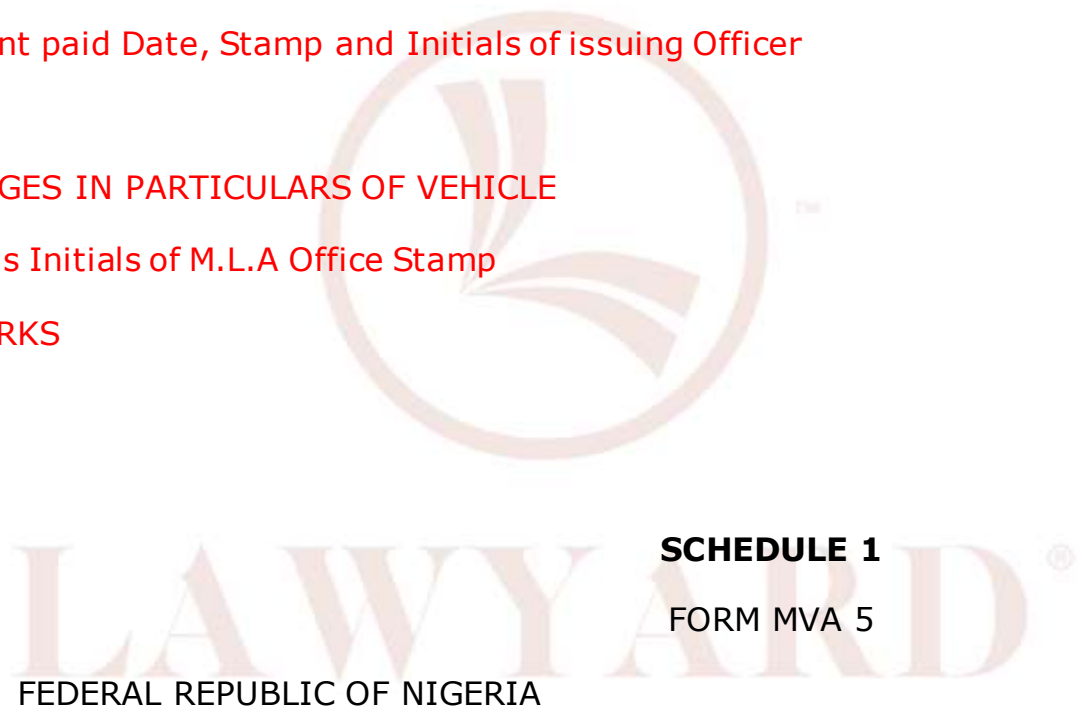 nt paid Date, Stamp and Initials of issuing Officer
GES IN PARTICULARS OF VEHICLE
s Initials of M.L.A Office Stamp
RKS
SCHEDULE 1
FORM MVA 5
LAWYARD®
FEDERAL REPUBLIC OF NIGERIA